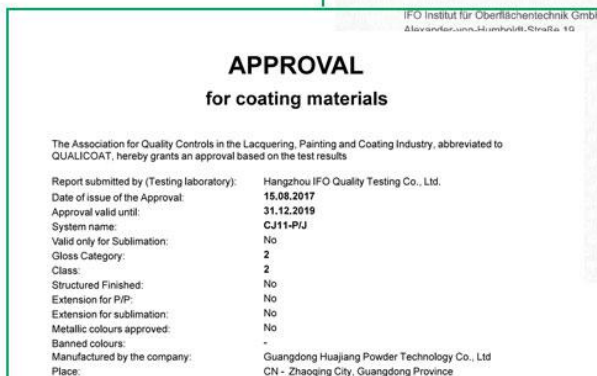 IFO Institut für Oberflächentechnik GmbH
Alexander-von-Humboldt-Straße 19
APPROVAL
for coating materials
The Association for Quality Controls in the Lacquering, Painting and Coating Industry, abbreviated to
QUALICOAT, hereby grants an approval based on the test results
Report submitted by (Testing laboratory): Hangzhou IFO Quality Testing Co., Ltd.
Date of issue of the Approval: 15.08.2017
Approval valid until: 31.12.2019
System name: CJ11-P/J
Valid only for Sublimation: No
Gloss Category: 2
Class: 2
Structured Finished: No
Extension for P/P: No
Extension for sublimation: No
Metallic colours approved: No
Banned colours: -
Manufactured by the company: Guangdong Huajiang Powder Technology Co., Ltd
Place: CN - Zhaoqing City, Guangdong Province